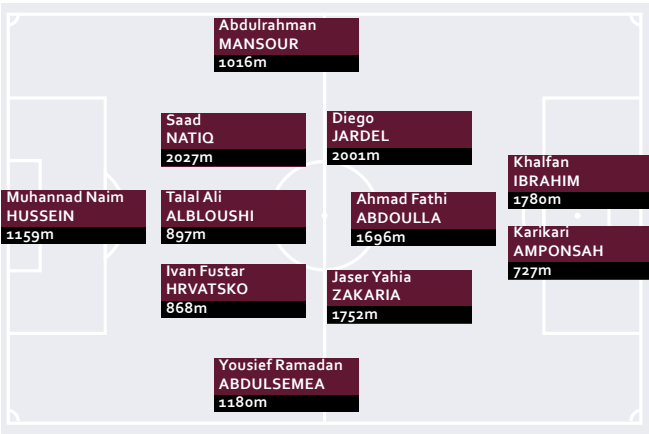 Abdulrahman
MANSOUR
1016m
Saad
NATIQ
2027m
Diego
JARDEL
2001m
Khalfan
IBRAHIM
1780m
Muhannad Naim
HUSSEIN
1159m
Talal Ali
ALBLOUSHI
897m
Ahmad Fathi
ABDOULLA
1696m
Karikari
AMPONSAH
727m
Ivan Fustar
HRVATSKO
868m
Jaser Yahia
ZAKARIA
1752m
Yousief Ramadan
ABDULSEMEA
1180m